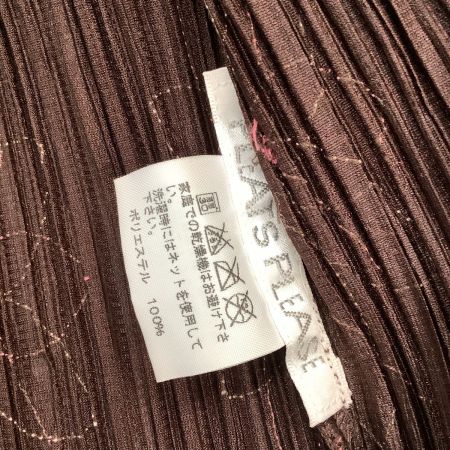 PLEATS PLEASE
家庭での乾燥機はお避け下さ
い。
洗濯時にはネットを使用して
下さい。
ポリエステル 100%